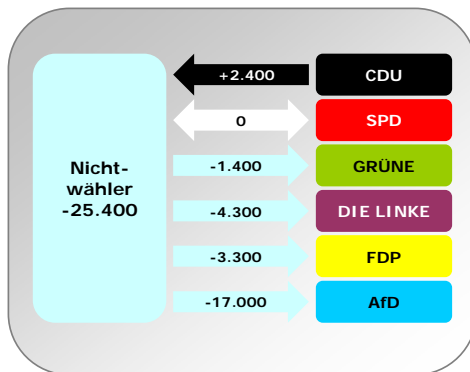 Nicht-
wähler
-25.400
+2.400 CDU
0 SPD
-1.400 GRÜNE
-4.300 DIE LINKE
-3.300 FDP
-17.000 AfD